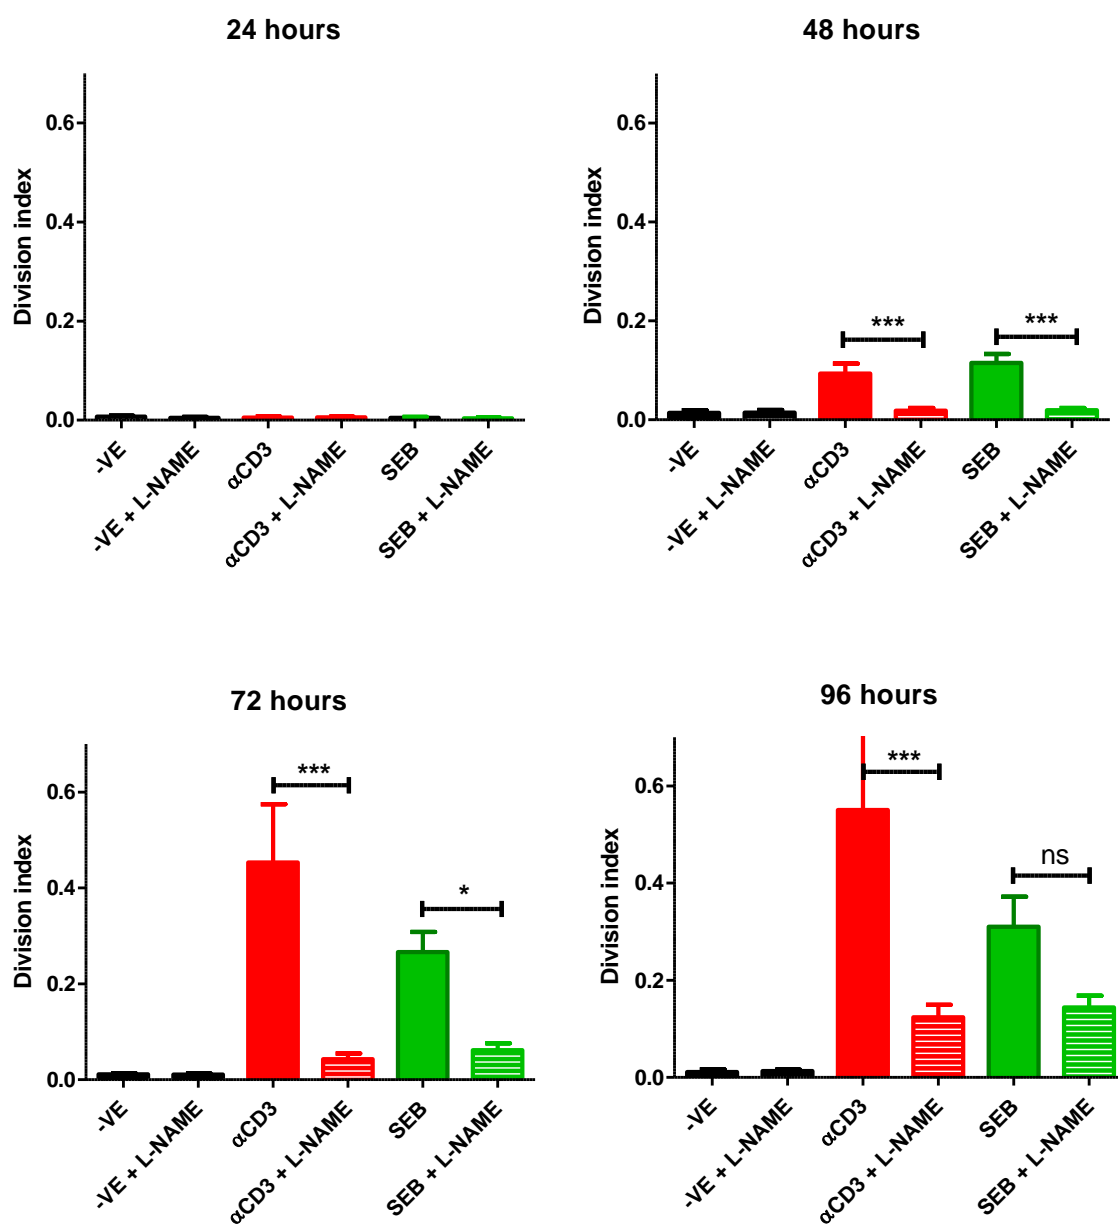 24 hours
Division index
0.6
0.4
0.2
0.0
-VE
-VE + L-NAME
αCD3
αCD3 + L-NAME
SEB
SEB + L-NAME
48 hours
Division index
0.6
0.4
0.2
0.0
***
***
-VE
-VE + L-NAME
αCD3
αCD3 + L-NAME
SEB
SEB + L-NAME
72 hours
Division index
0.6
0.4
0.2
0.0
***
*
-VE
-VE + L-NAME
αCD3
αCD3 + L-NAME
SEB
SEB + L-NAME
96 hours
Division index
0.6
0.4
0.2
0.0
***
ns
-VE
-VE + L-NAME
αCD3
αCD3 + L-NAME
SEB
SEB + L-NAME